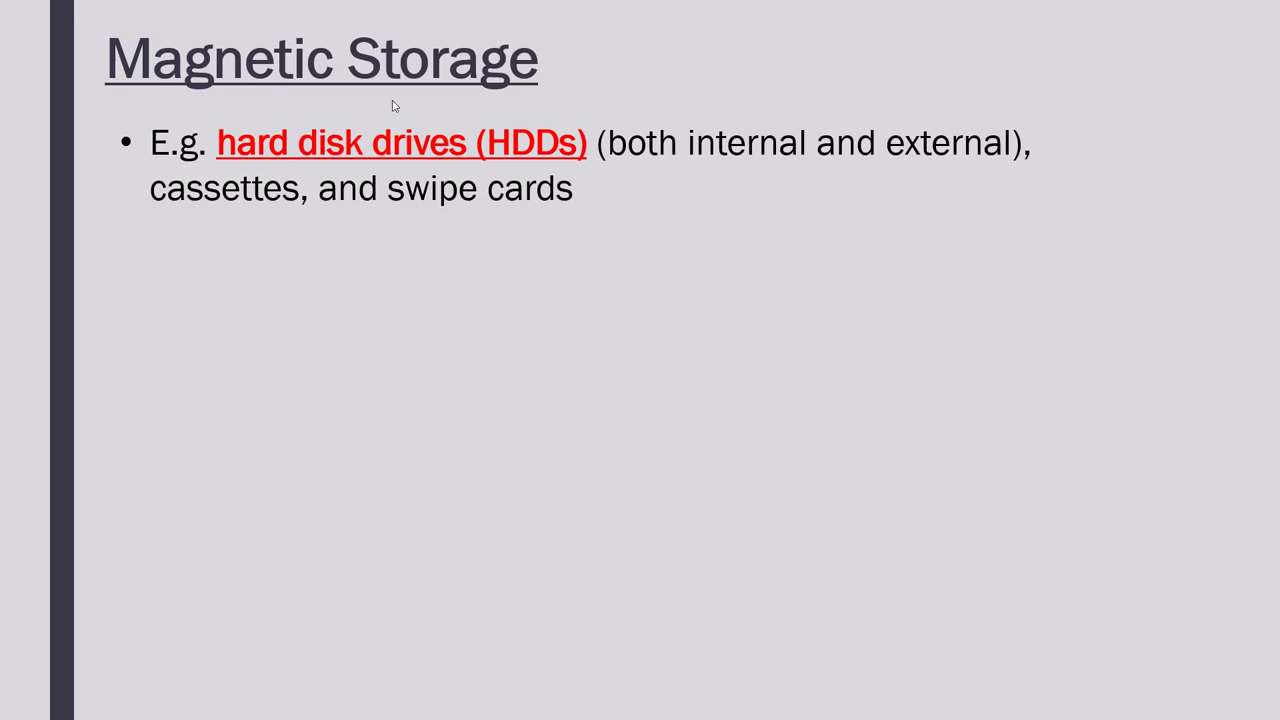 Magnetic Storage
• E.g. hard disk drives (HDDs) (both internal and external),
cassettes, and swipe cards